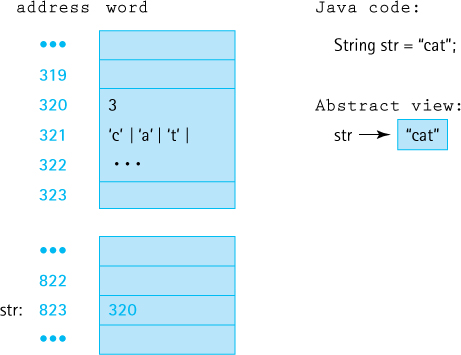 address word
•••
319
320 3
321 ‘c‘ | ‘a‘ | ‘t‘ |
322 •••
323
•••
822
str: 823 320
•••
Java code:
String str = “cat”;
Abstract view:
str “cat”